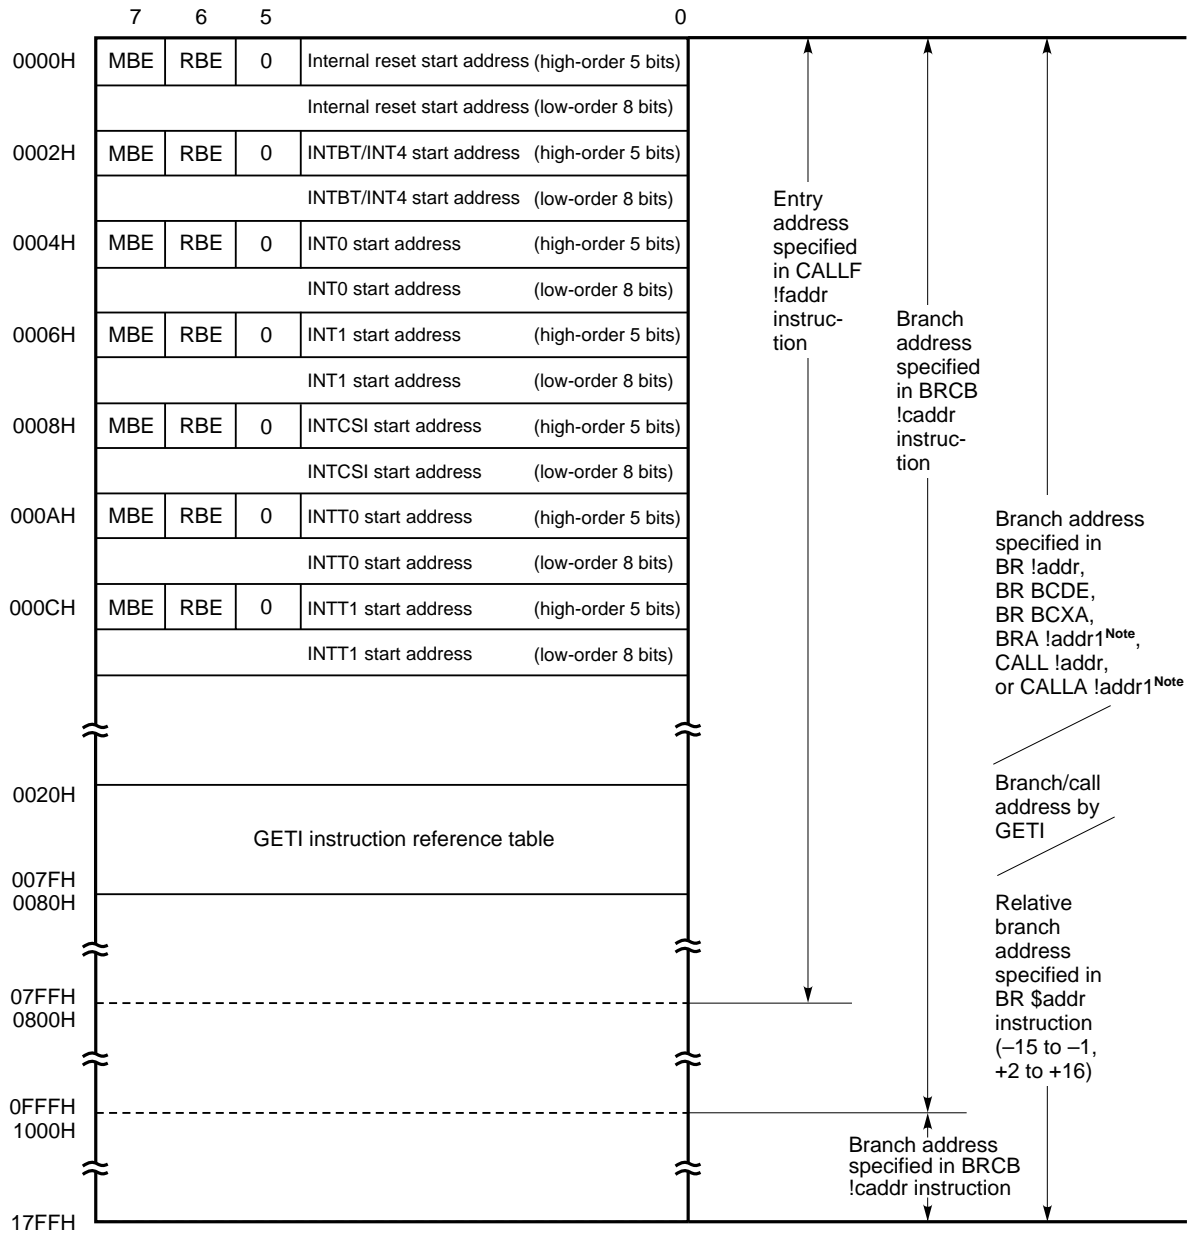 7 6 5 0
0000H MBE RBE 0 Internal reset start address (high-order 5 bits)
Internal reset start address (low-order 8 bits)
0002H MBE RBE 0 INTBT/INT4 start address (high-order 5 bits)
INTBT/INT4 start address (low-order 8 bits)
0004H MBE RBE 0 INT0 start address (high-order 5 bits)
INT0 start address (low-order 8 bits)
0006H MBE RBE 0 INT1 start address (high-order 5 bits)
INT1 start address (low-order 8 bits)
0008H MBE RBE 0 INTCSI start address (high-order 5 bits)
INTCSI start address (low-order 8 bits)
000AH MBE RBE 0 INTT0 start address (high-order 5 bits)
INTT0 start address (low-order 8 bits)
000CH MBE RBE 0 INTT1 start address (high-order 5 bits)
INTT1 start address (low-order 8 bits)
0020H
GETI instruction reference table
007FH
0080H
07FFH
0800H
0FFFH
1000H
17FFH
Entry
address
specified
in CALLF
!faddr
instruc-
tion
Branch
address
specified
in BRCB
!caddr
instruc-
tion
Branch address
specified in BRCB
!caddr instruction
Branch address
specified in
BR !addr,
BR BCDE,
BR BCXA,
BRA !addr1Note,
CALL !addr,
or CALLA !addr1Note
Branch/call
address by
GETI
Relative
branch
address
specified in
BR $addr
instruction
(–15 to –1,
+2 to +16)